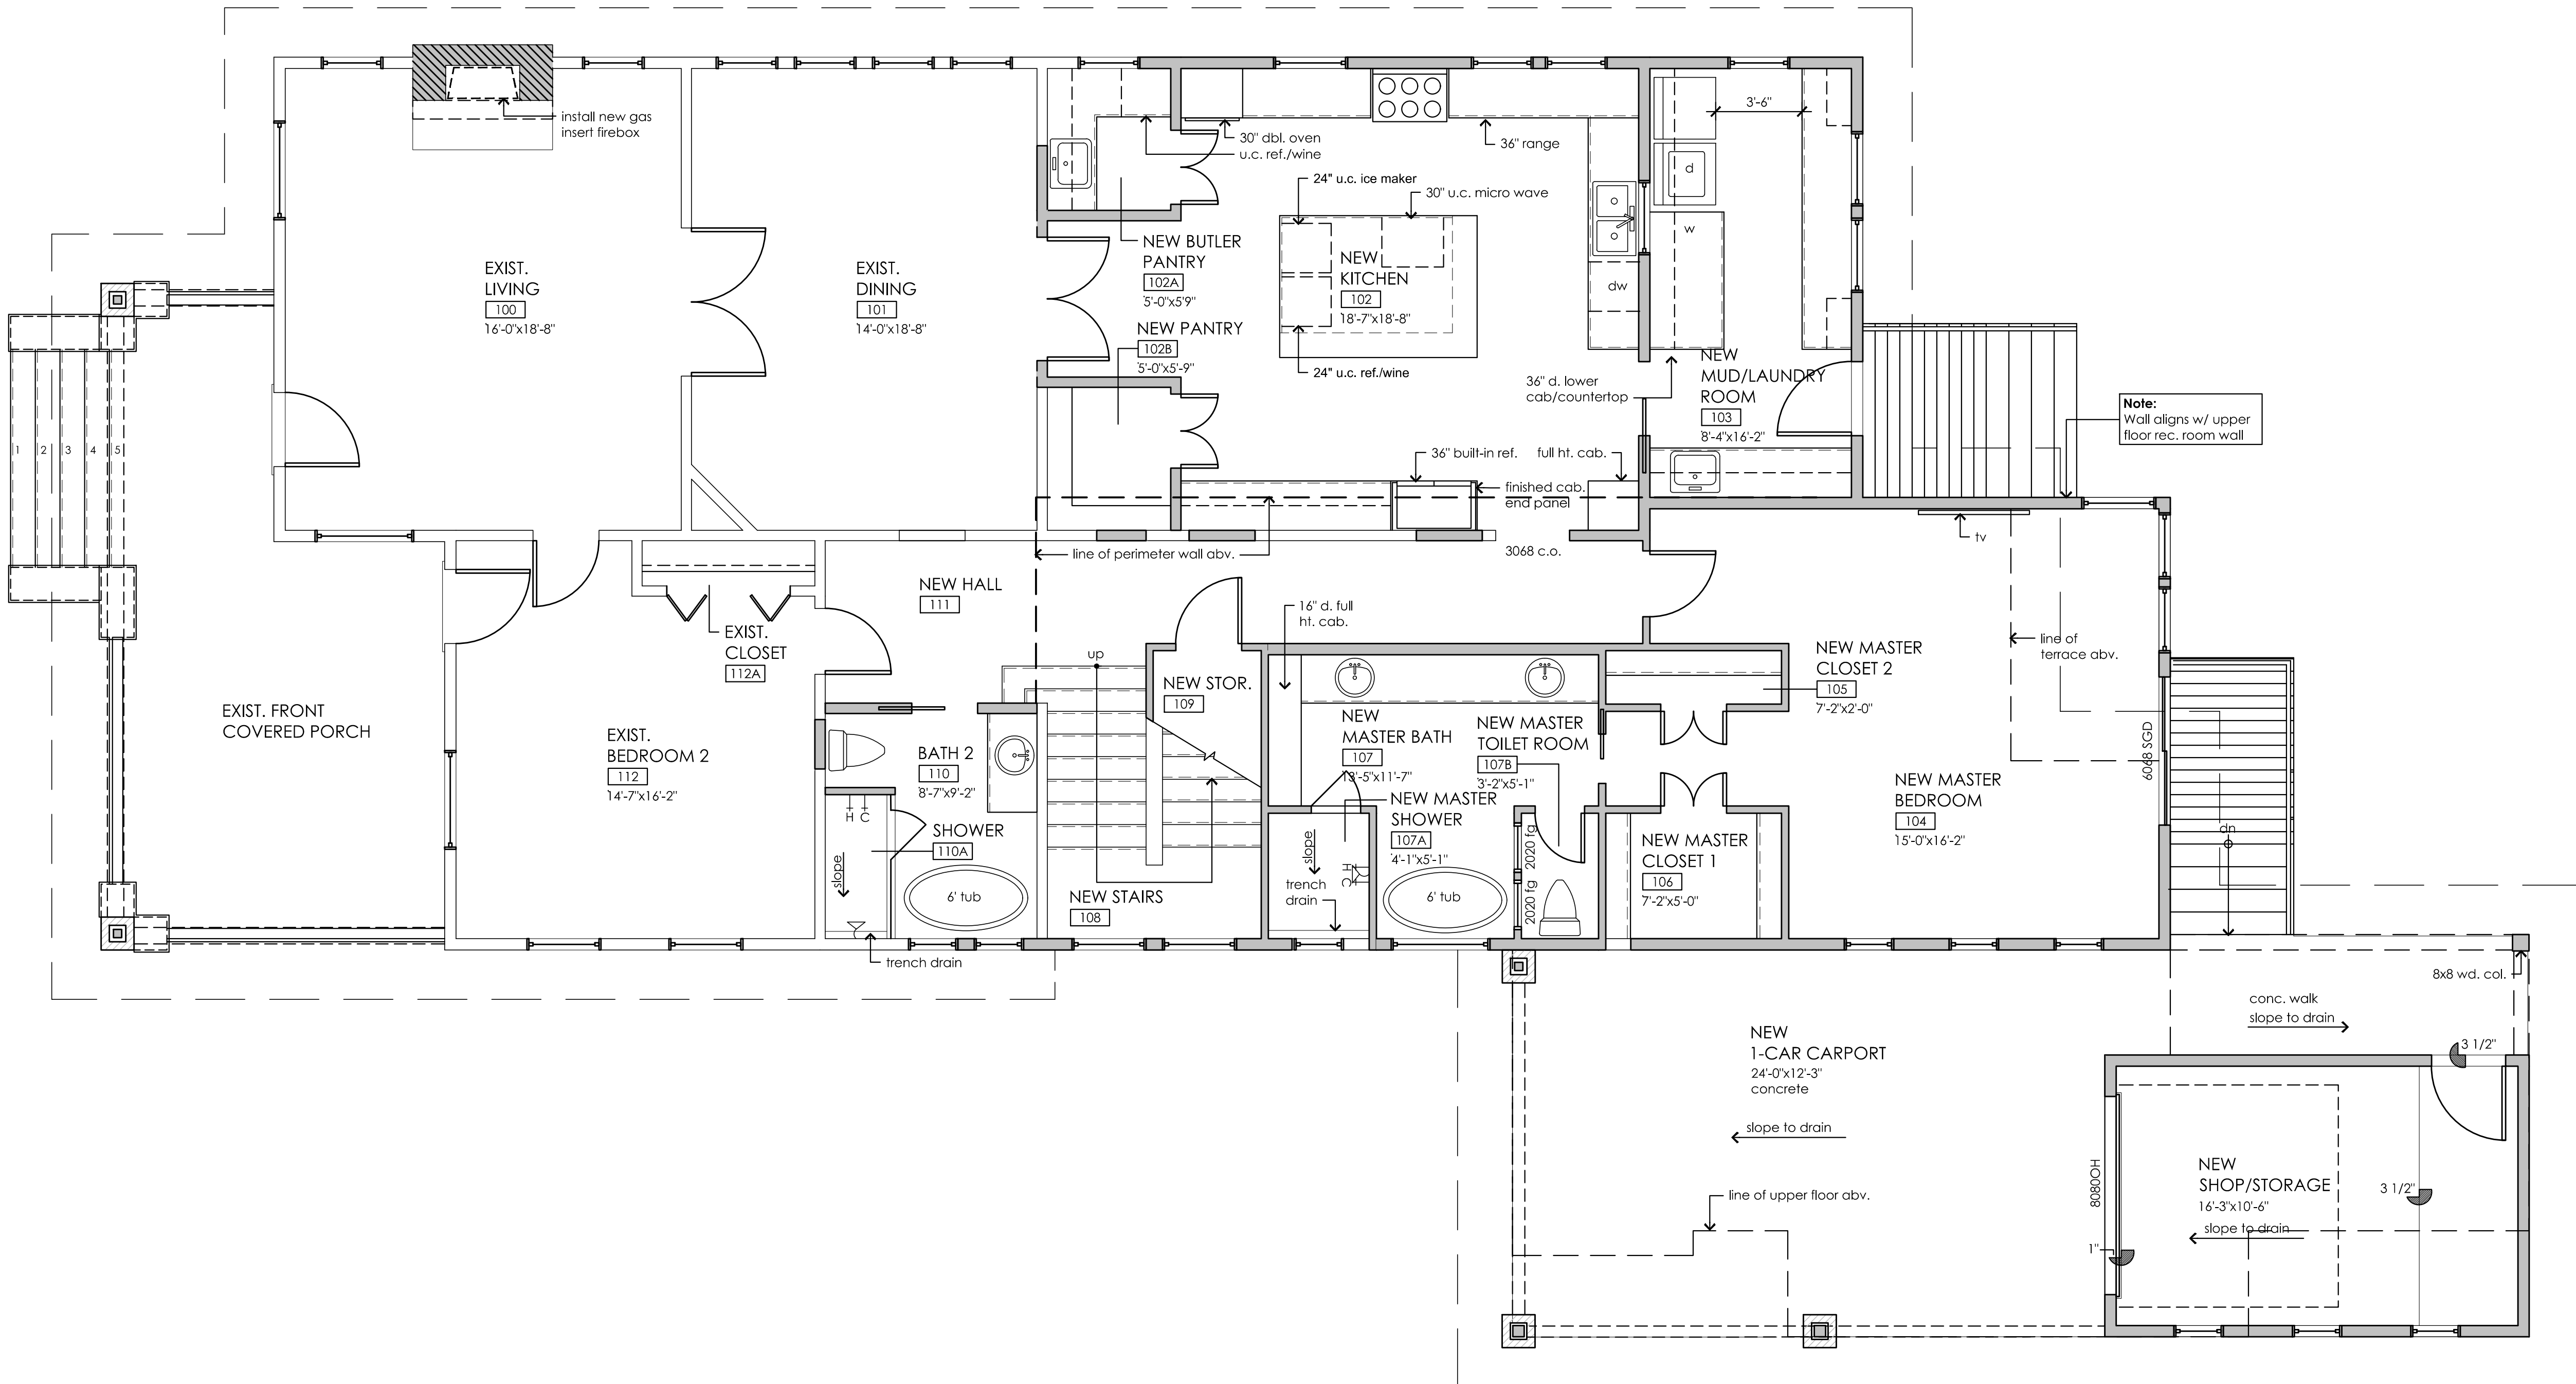 install new gas
insert firebox
EXIST.
LIVING
100
16'-0"x18'-8"
EXIST.
DINING
101
14'-0"x18'-8"
30" dbl. oven
u.c. ref./wine
36" range
24" u.c. ice maker
30" u.c. micro wave
NEW BUTLER
PANTRY
102A
5'-0"x5'9"
NEW PANTRY
102B
5'-0"x5'-9"
NEW
KITCHEN
102
18'-7"x18'-8"
24" u.c. ref./wine
dw
3'-6"
d
w
36" d. lower
cab/countertop
NEW
MUD/LAUNDRY
ROOM
103
8'-4"x16'-2"
Note:
Wall aligns w/ upper
floor rec. room wall
36" built-in ref.
full ht. cab.
finished cab.
end panel
3068 c.o.
tv
1
2
3
4
5
line of perimeter wall abv.
NEW HALL
111
EXIST.
CLOSET
112A
up
16" d. full
ht. cab.
NEW STOR.
109
EXIST. FRONT
COVERED PORCH
EXIST.
BEDROOM 2
112
14'-7"x16'-2"
BATH 2
110
8'-7"x9'-2"
H C
SHOWER
110A
slope
6' tub
trench drain
NEW STAIRS
108
NEW
MASTER BATH
107
13'-5"x11'-7"
NEW MASTER
TOILET ROOM
107B
3'-2"x5'-1"
NEW MASTER
SHOWER
107A
4'-1"x5'-1"
slope
H C
trench
drain
6' tub
2020 fg
2020 fg
NEW MASTER
CLOSET 2
105
7'-2"x2'-0"
NEW MASTER
CLOSET 1
106
7'-2"x5'-0"
line of
terrace abv.
NEW MASTER
BEDROOM
104
15'-0"x16'-2"
6068 SGD
dn
8x8 wd. col.
conc. walk
slope to drain
NEW
1-CAR CARPORT
24'-0"x12'-3"
concrete
slope to drain
line of upper floor abv.
3 1/2"
8080OH
NEW
SHOP/STORAGE
16'-3"x10'-6"
slope to drain
3 1/2"
1"